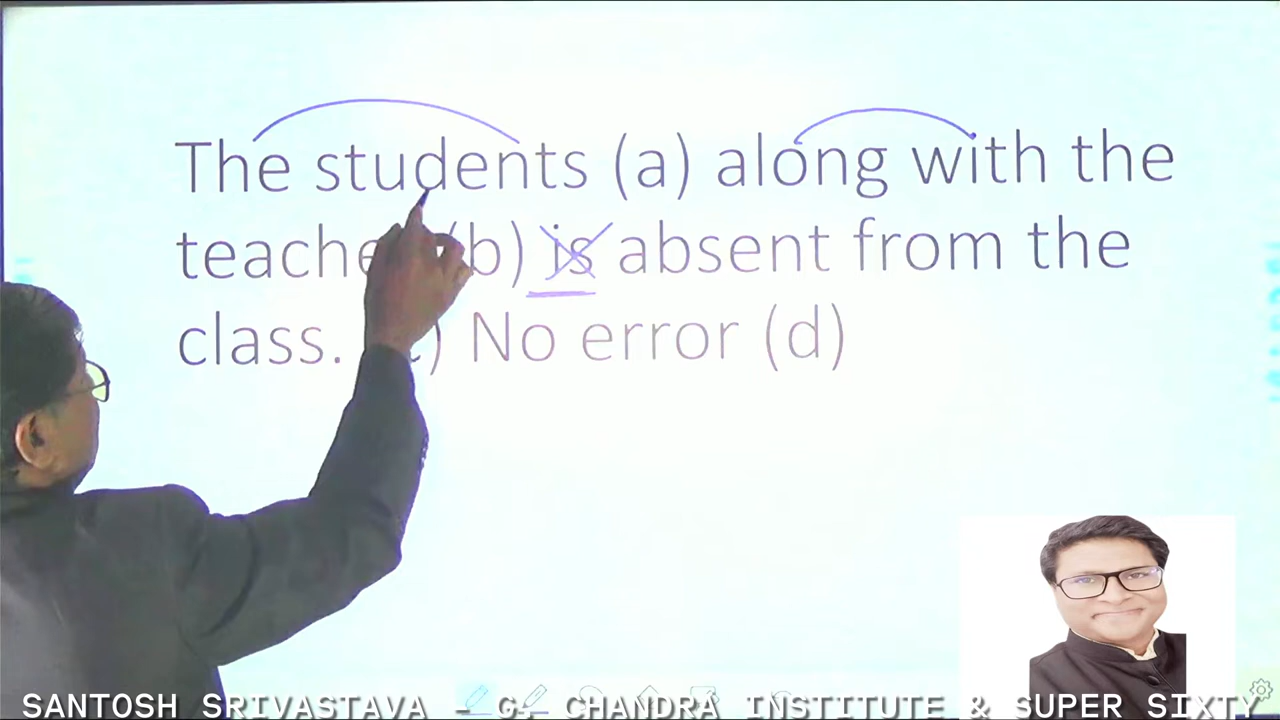 The students (a) along with the
teache (b) is absent from the
class. ) No error (d)
SANTOSH SRIVASTAVA - GS CHANDRA INSTITUTE & SUPER SIXTY